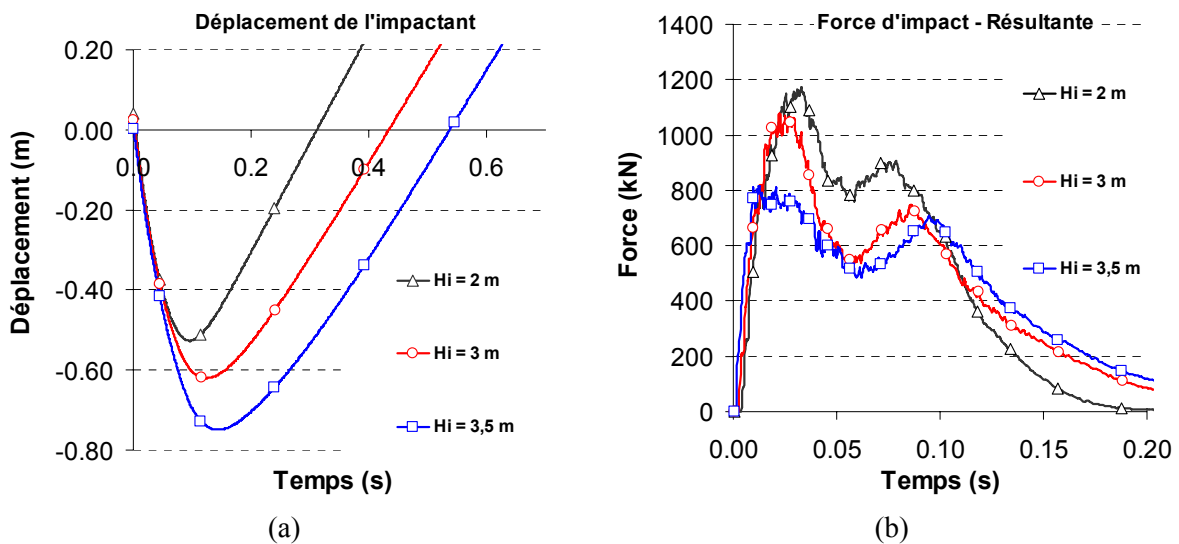 Déplacement de l'impactant
0.20
0.00
-0.20
-0.40
-0.60
-0.80
0.0
0.2
0.4
0.6
Déplacement (m)
Temps (s)
Hi = 2 m
Hi = 3 m
Hi = 3,5 m
(a)
Force d'impact - Résultante
1400
1200
1000
800
600
400
200
0
0.00
0.05
0.10
0.15
0.20
Force (kN)
Temps (s)
Hi = 2 m
Hi = 3 m
Hi = 3,5 m
(b)